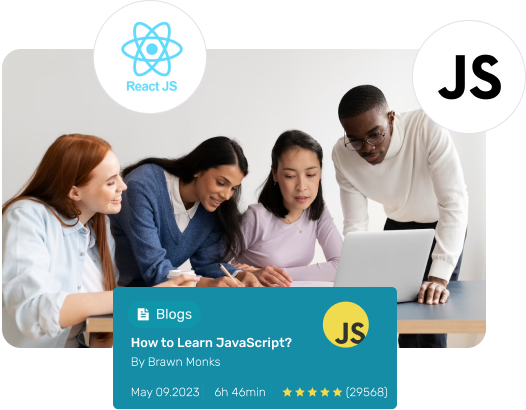 React JS
JS
Blogs
JS
How to Learn JavaScript?
By Brawn Monks
May 09.2023 6h 46min (29568)